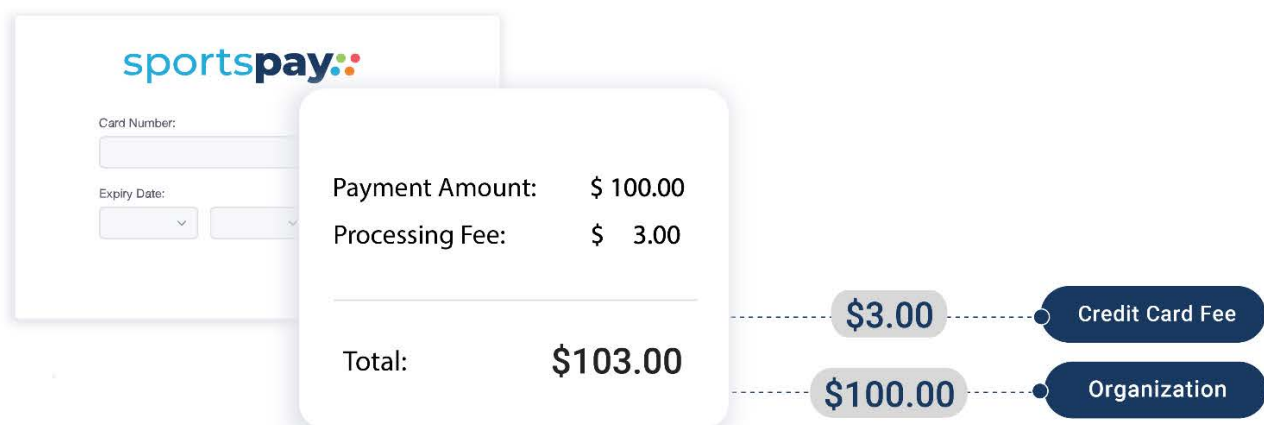 sportspay
Card Number:
Expiry Date:
Payment Amount: $ 100.00
Processing Fee: $ 3.00
Total: $103.00
$3.00 Credit Card Fee
$100.00 Organization